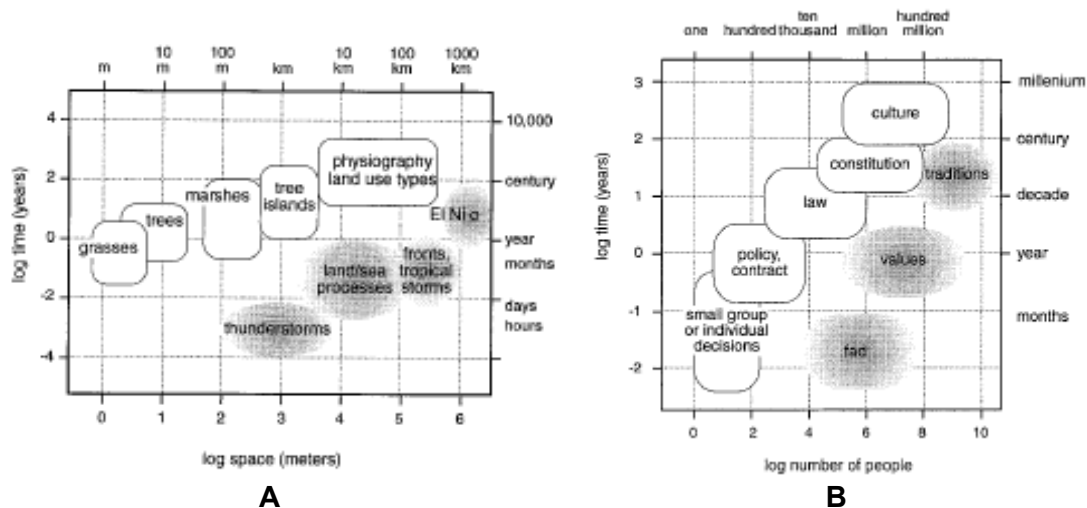 10 100 10 100 1000
m m m km km km km
4
2
0
-2
-4
log time (years)
grasses
trees
marshes
tree
islands
physiography
land use types
El Niño
fronts,
tropical
storms
land/sea
processes
thunderstorms
10,000
century
year
months
days
hours
0 1 2 3 4 5 6
log space (meters)
A
ten hundred
one hundred thousand million million
3
2
1
0
-1
-2
log time (years)
culture
constitution
traditions
law
policy,
contract
values
small group
or individual
decisions
fad
millenium
century
decade
year
months
0 2 4 6 8 10
log number of people
B